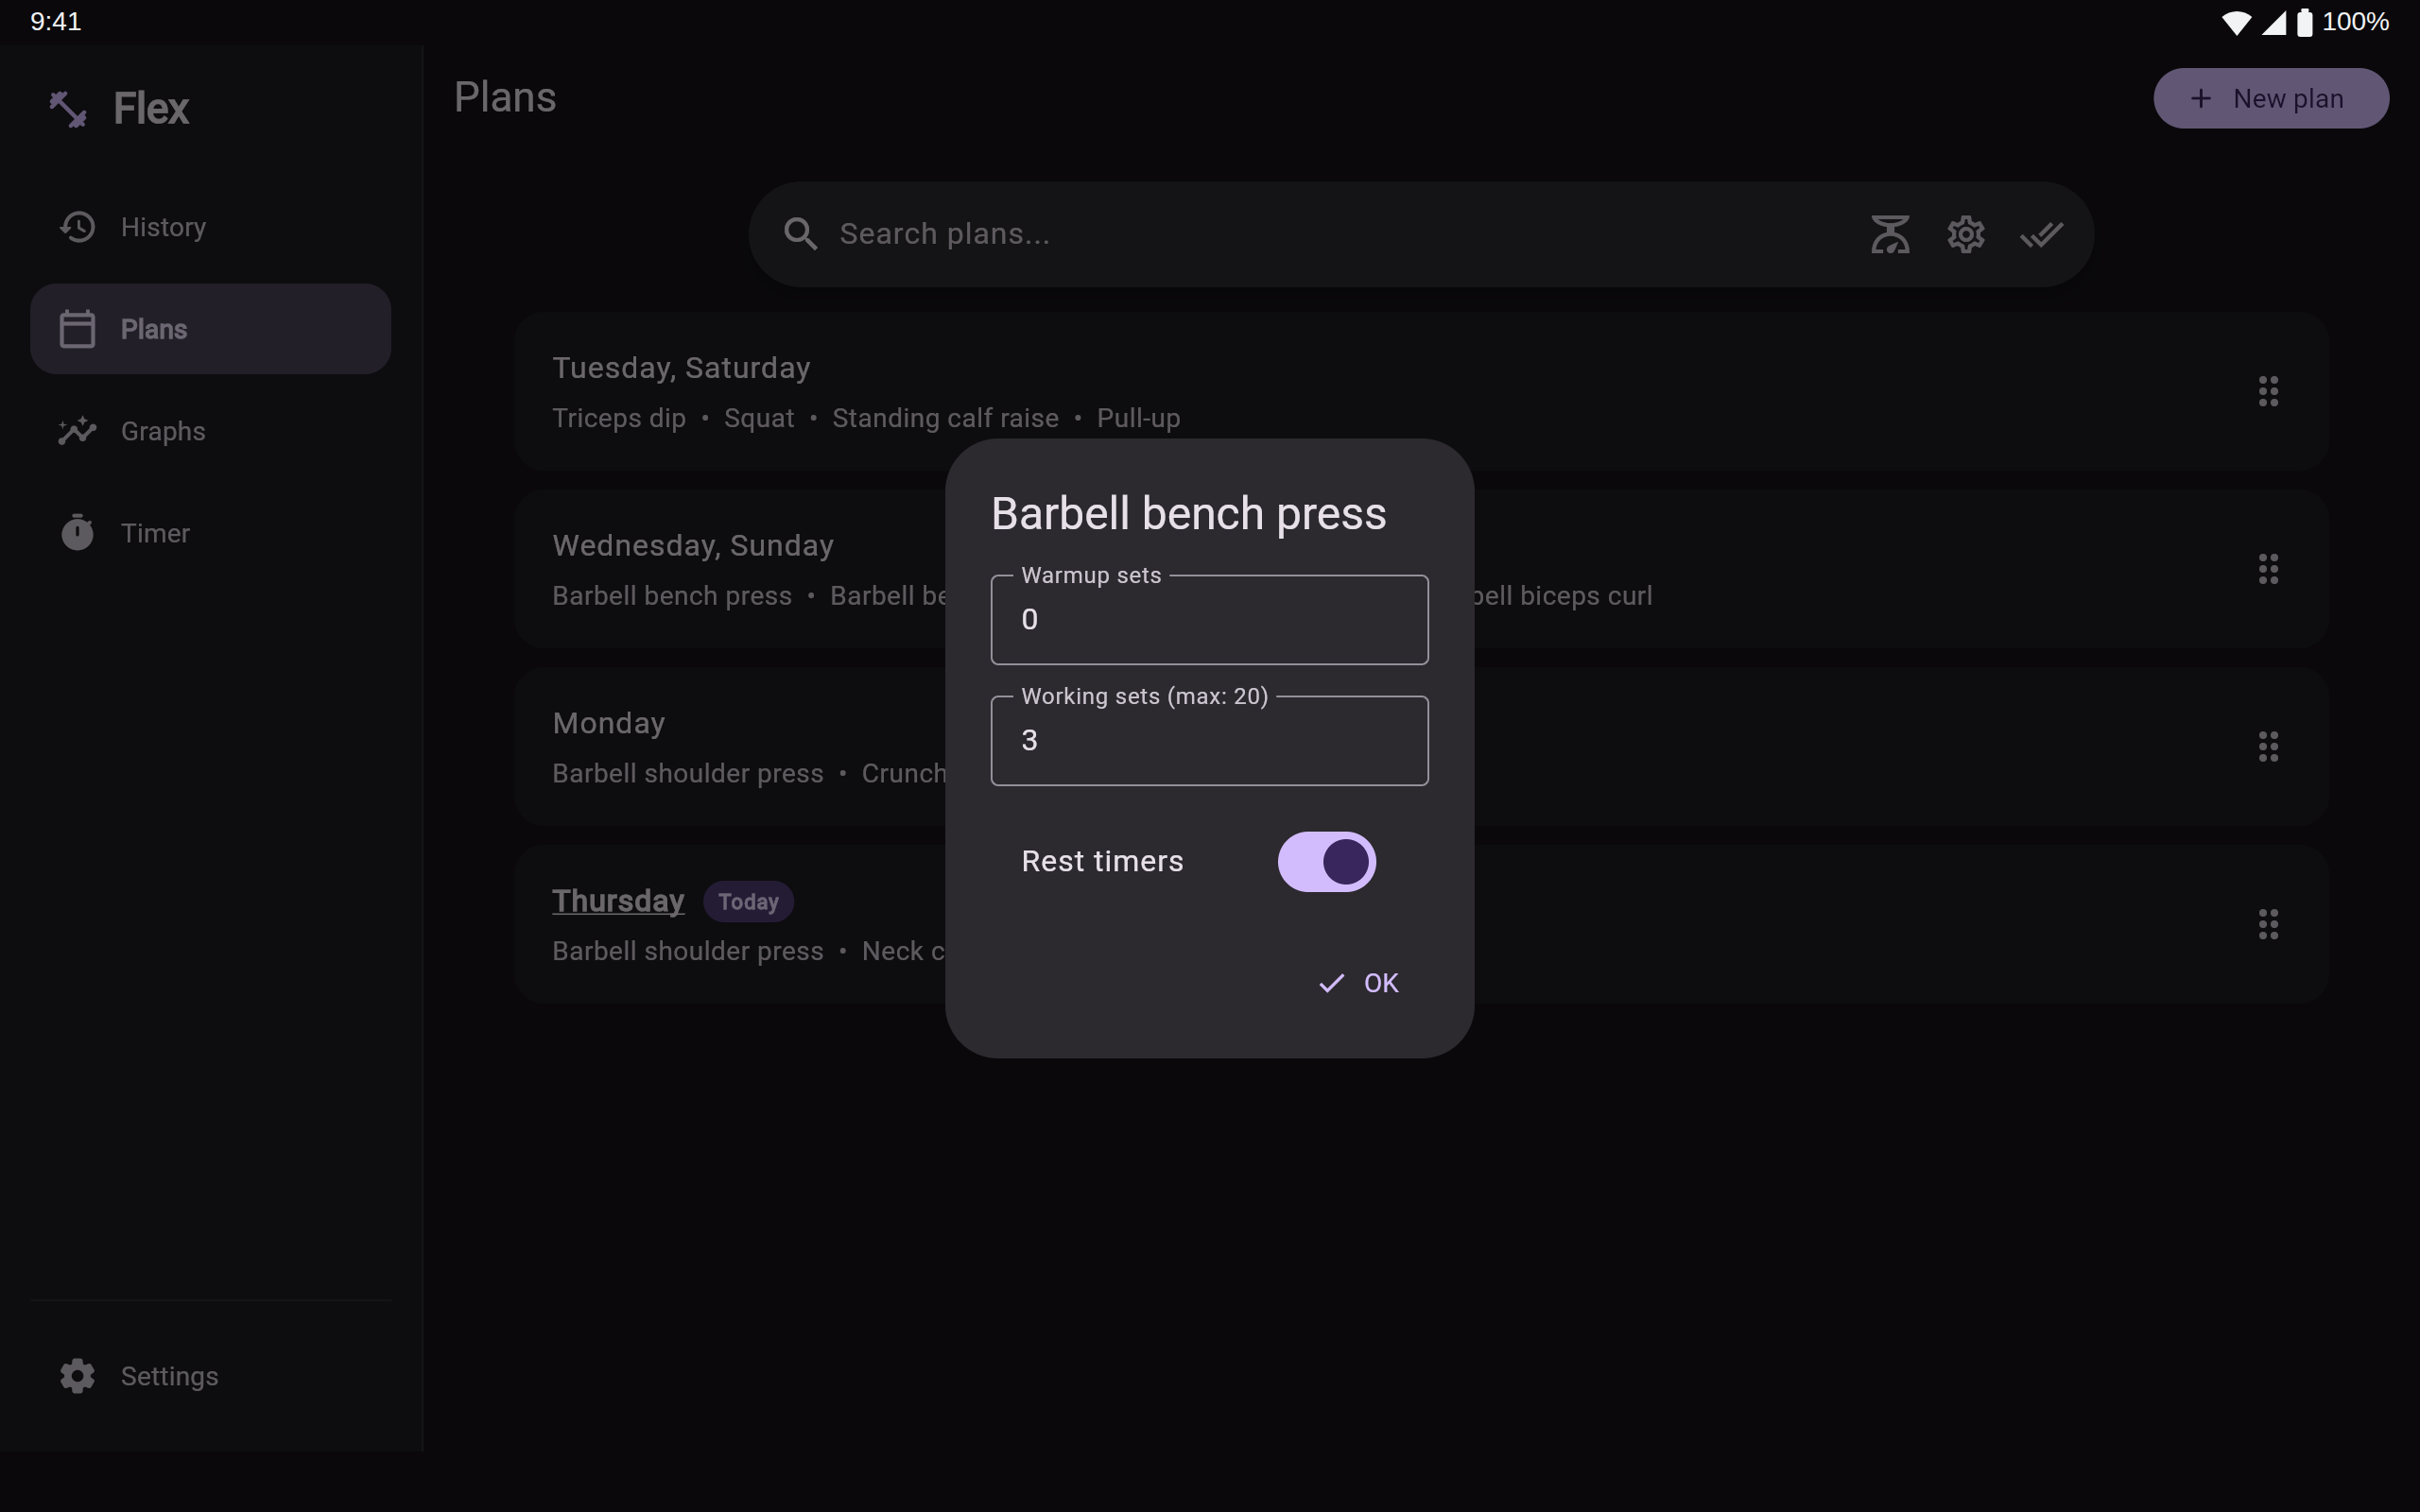 9:41
100%
Flex
History
Plans
Graphs
Timer
Settings
Plans
New plan
Search plans...
Tuesday, Saturday
Triceps dip • Squat • Standing calf raise • Pull-up
Wednesday, Sunday
Barbell bench press • Barbell biceps curl
Monday
Barbell shoulder press • Crunch
Thursday
Today
Barbell shoulder press • Neck
Barbell bench press
Warmup sets
0
Working sets (max: 20)
3
Rest timers
OK